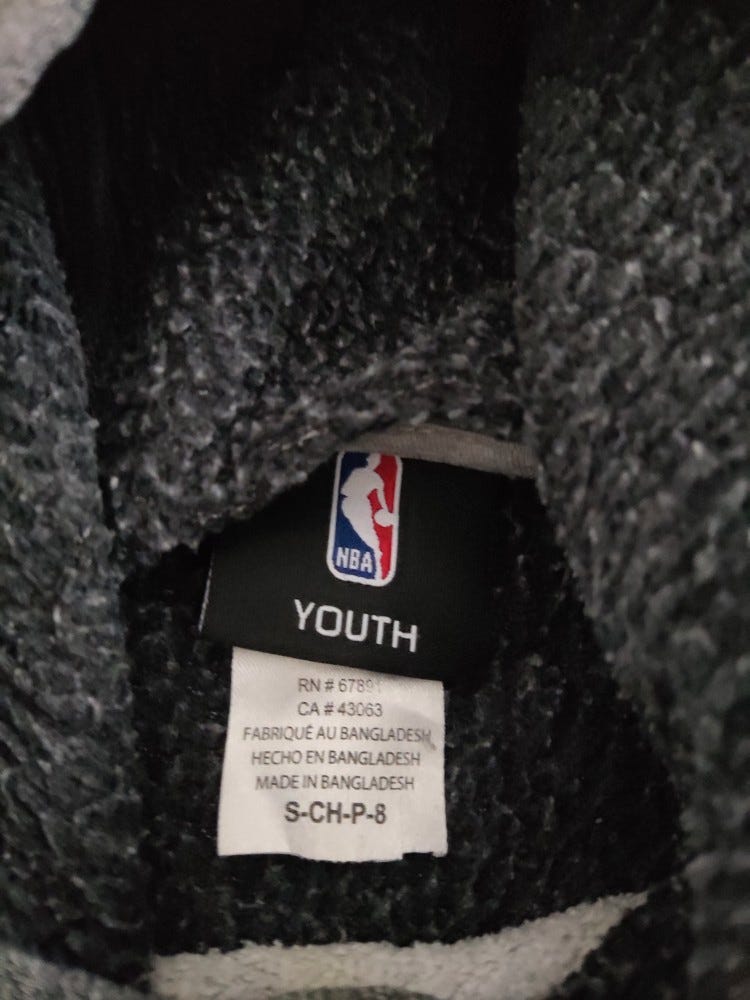 NBA
YOUTH
RN # 67891
CA # 43063
FABRIQUÉ AU BANGLADESH
HECHO EN BANGLADESH
MADE IN BANGLADESH
S-CH-P-8